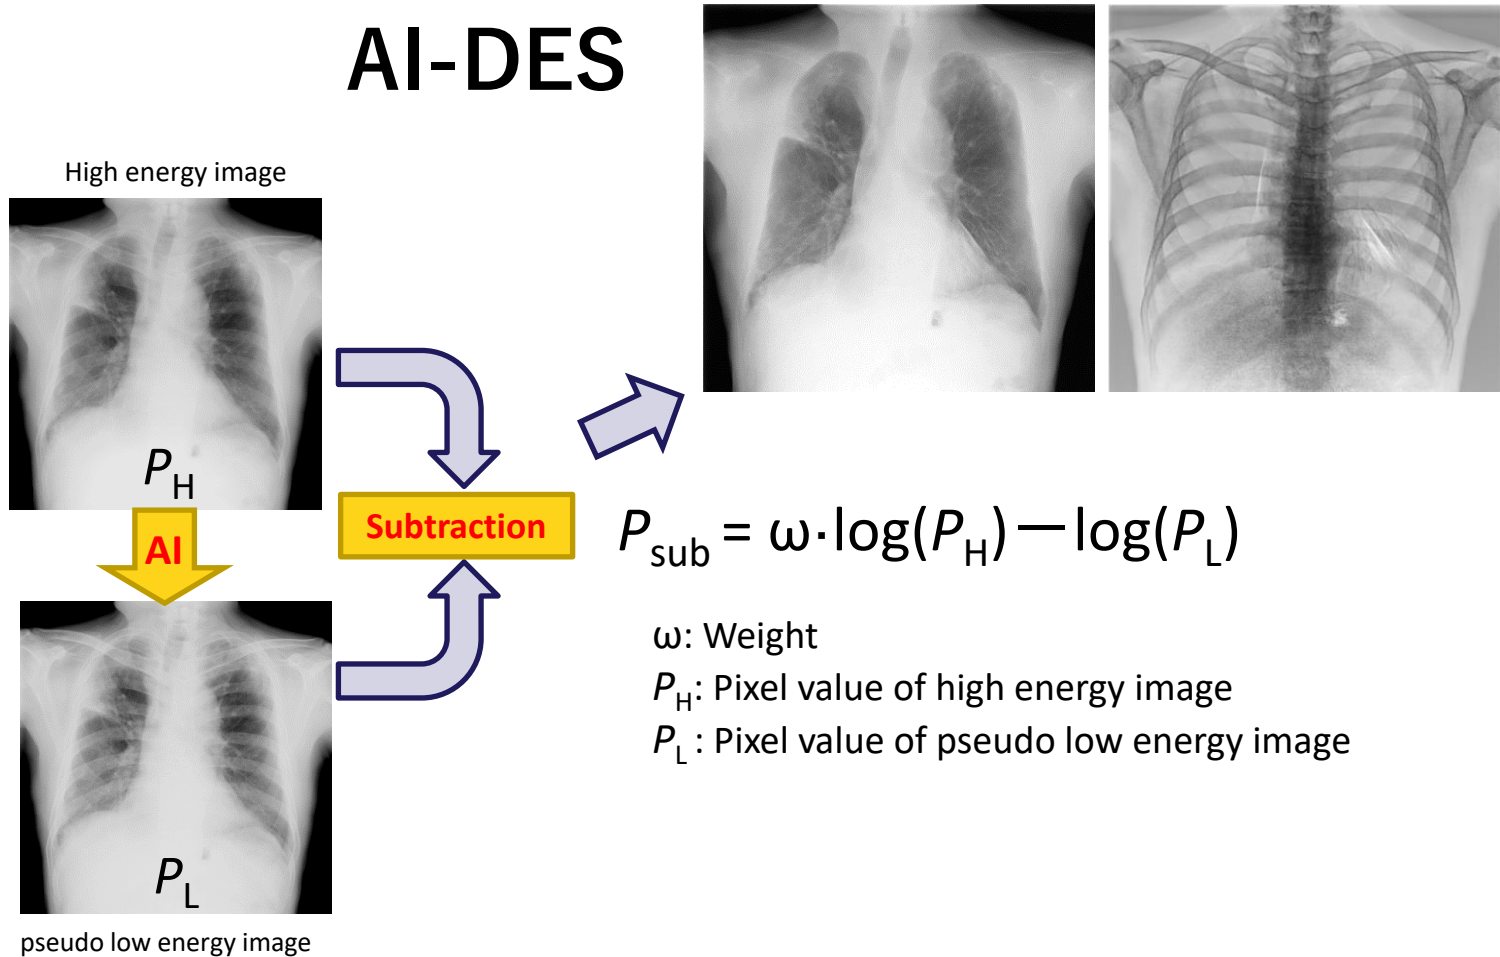 AI-DES
High energy image
P_H
AI
P_L
pseudo low energy image
Subtraction
P_sub = ω·log(P_H) — log(P_L)
ω: Weight
P_H: Pixel value of high energy image
P_L : Pixel value of pseudo low energy image